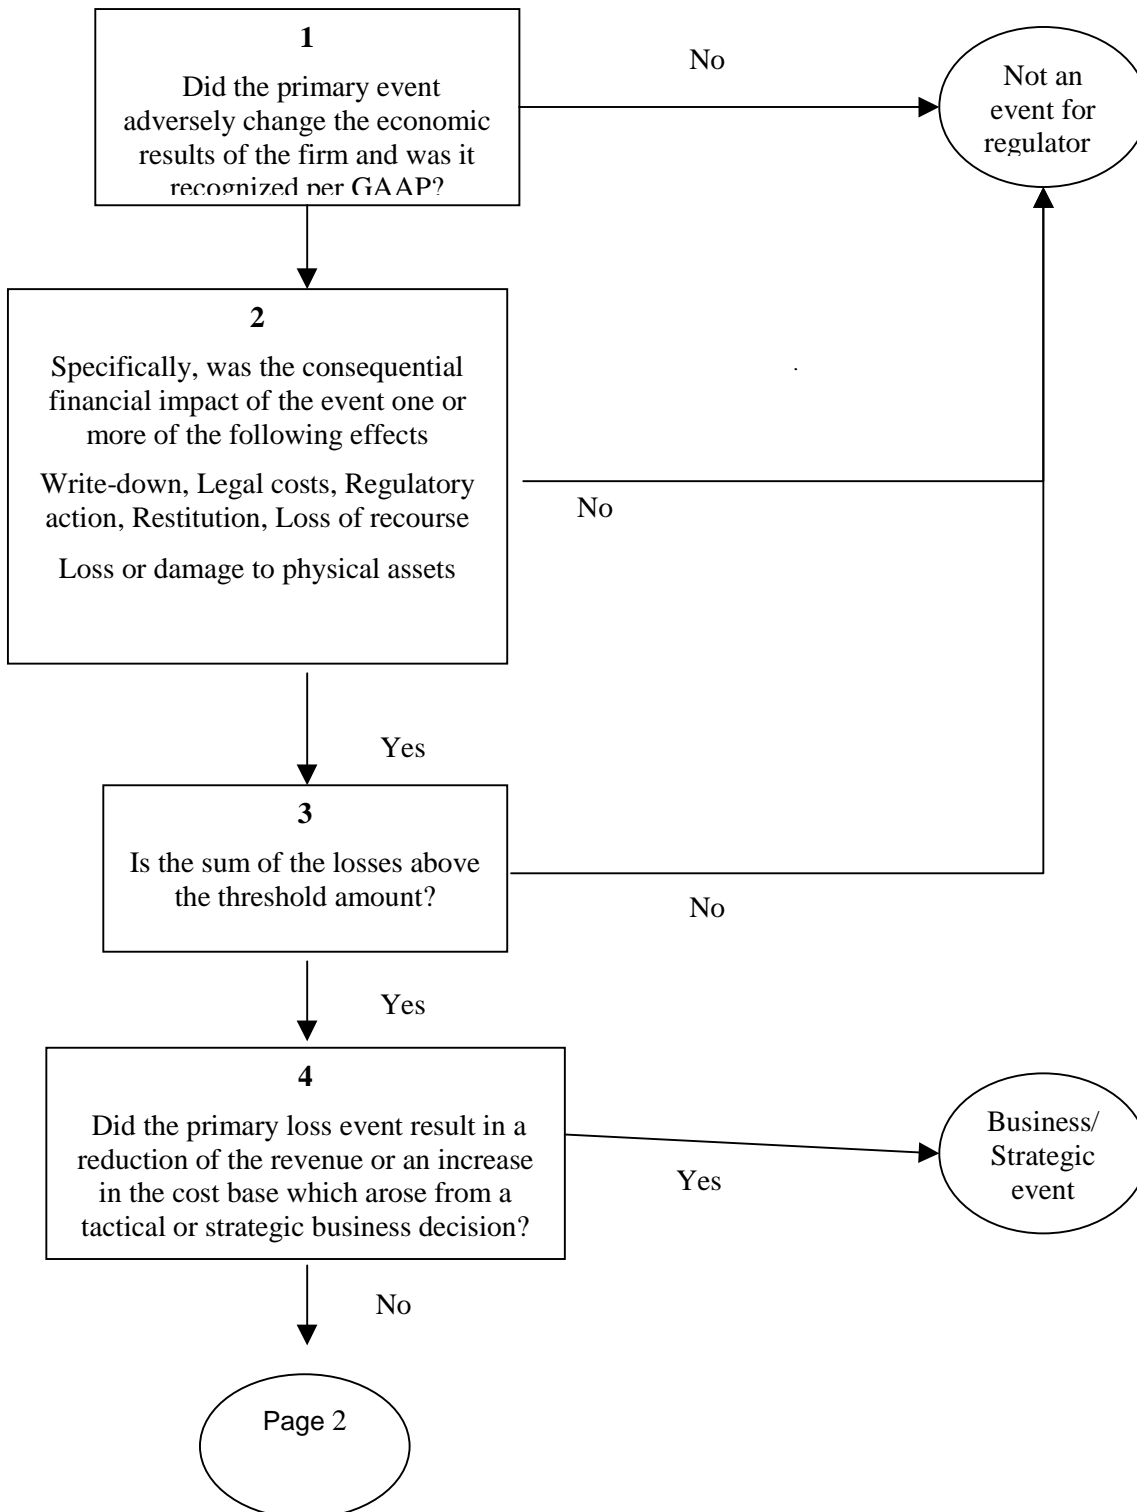 1
Did the primary event
adversely change the economic
results of the firm and was it
recognized per GAAP?
No
Not an
event for
regulator
2
Specifically, was the consequential
financial impact of the event one or
more of the following effects
Write-down, Legal costs, Regulatory
action, Restitution, Loss of recourse
Loss or damage to physical assets
No
Yes
3
Is the sum of the losses above
the threshold amount?
No
Yes
4
Did the primary loss event result in a
reduction of the revenue or an increase
in the cost base which arose from a
tactical or strategic business decision?
Yes
Business/
Strategic
event
No
Page 2